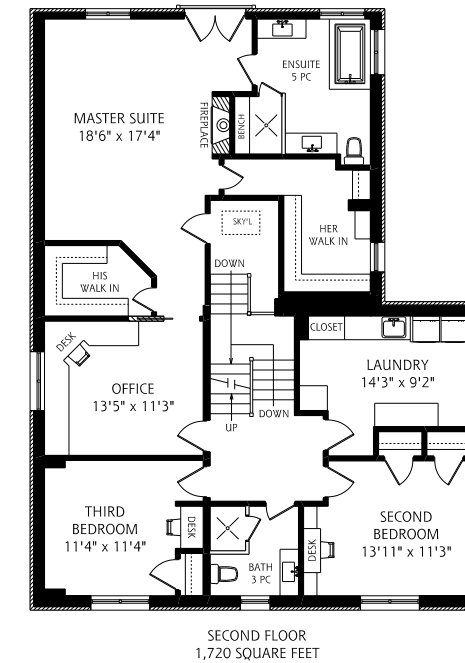 ENSUITE
5 PC
MASTER SUITE
18'6" x 17'4"
FIREPLACE
BENCH
SKY'L
HER
WALK IN
DOWN
HIS
WALK IN
DESK
CLOSET
LAUNDRY
14'3" x 9'2"
OFFICE
13'5" x 11'3"
DOWN
UP
THIRD
BEDROOM
11'4" x 11'4"
DESK
SECOND
BEDROOM
13'11" x 11'3"
DESK
BATH
3 PC
SECOND FLOOR
1,720 SQUARE FEET